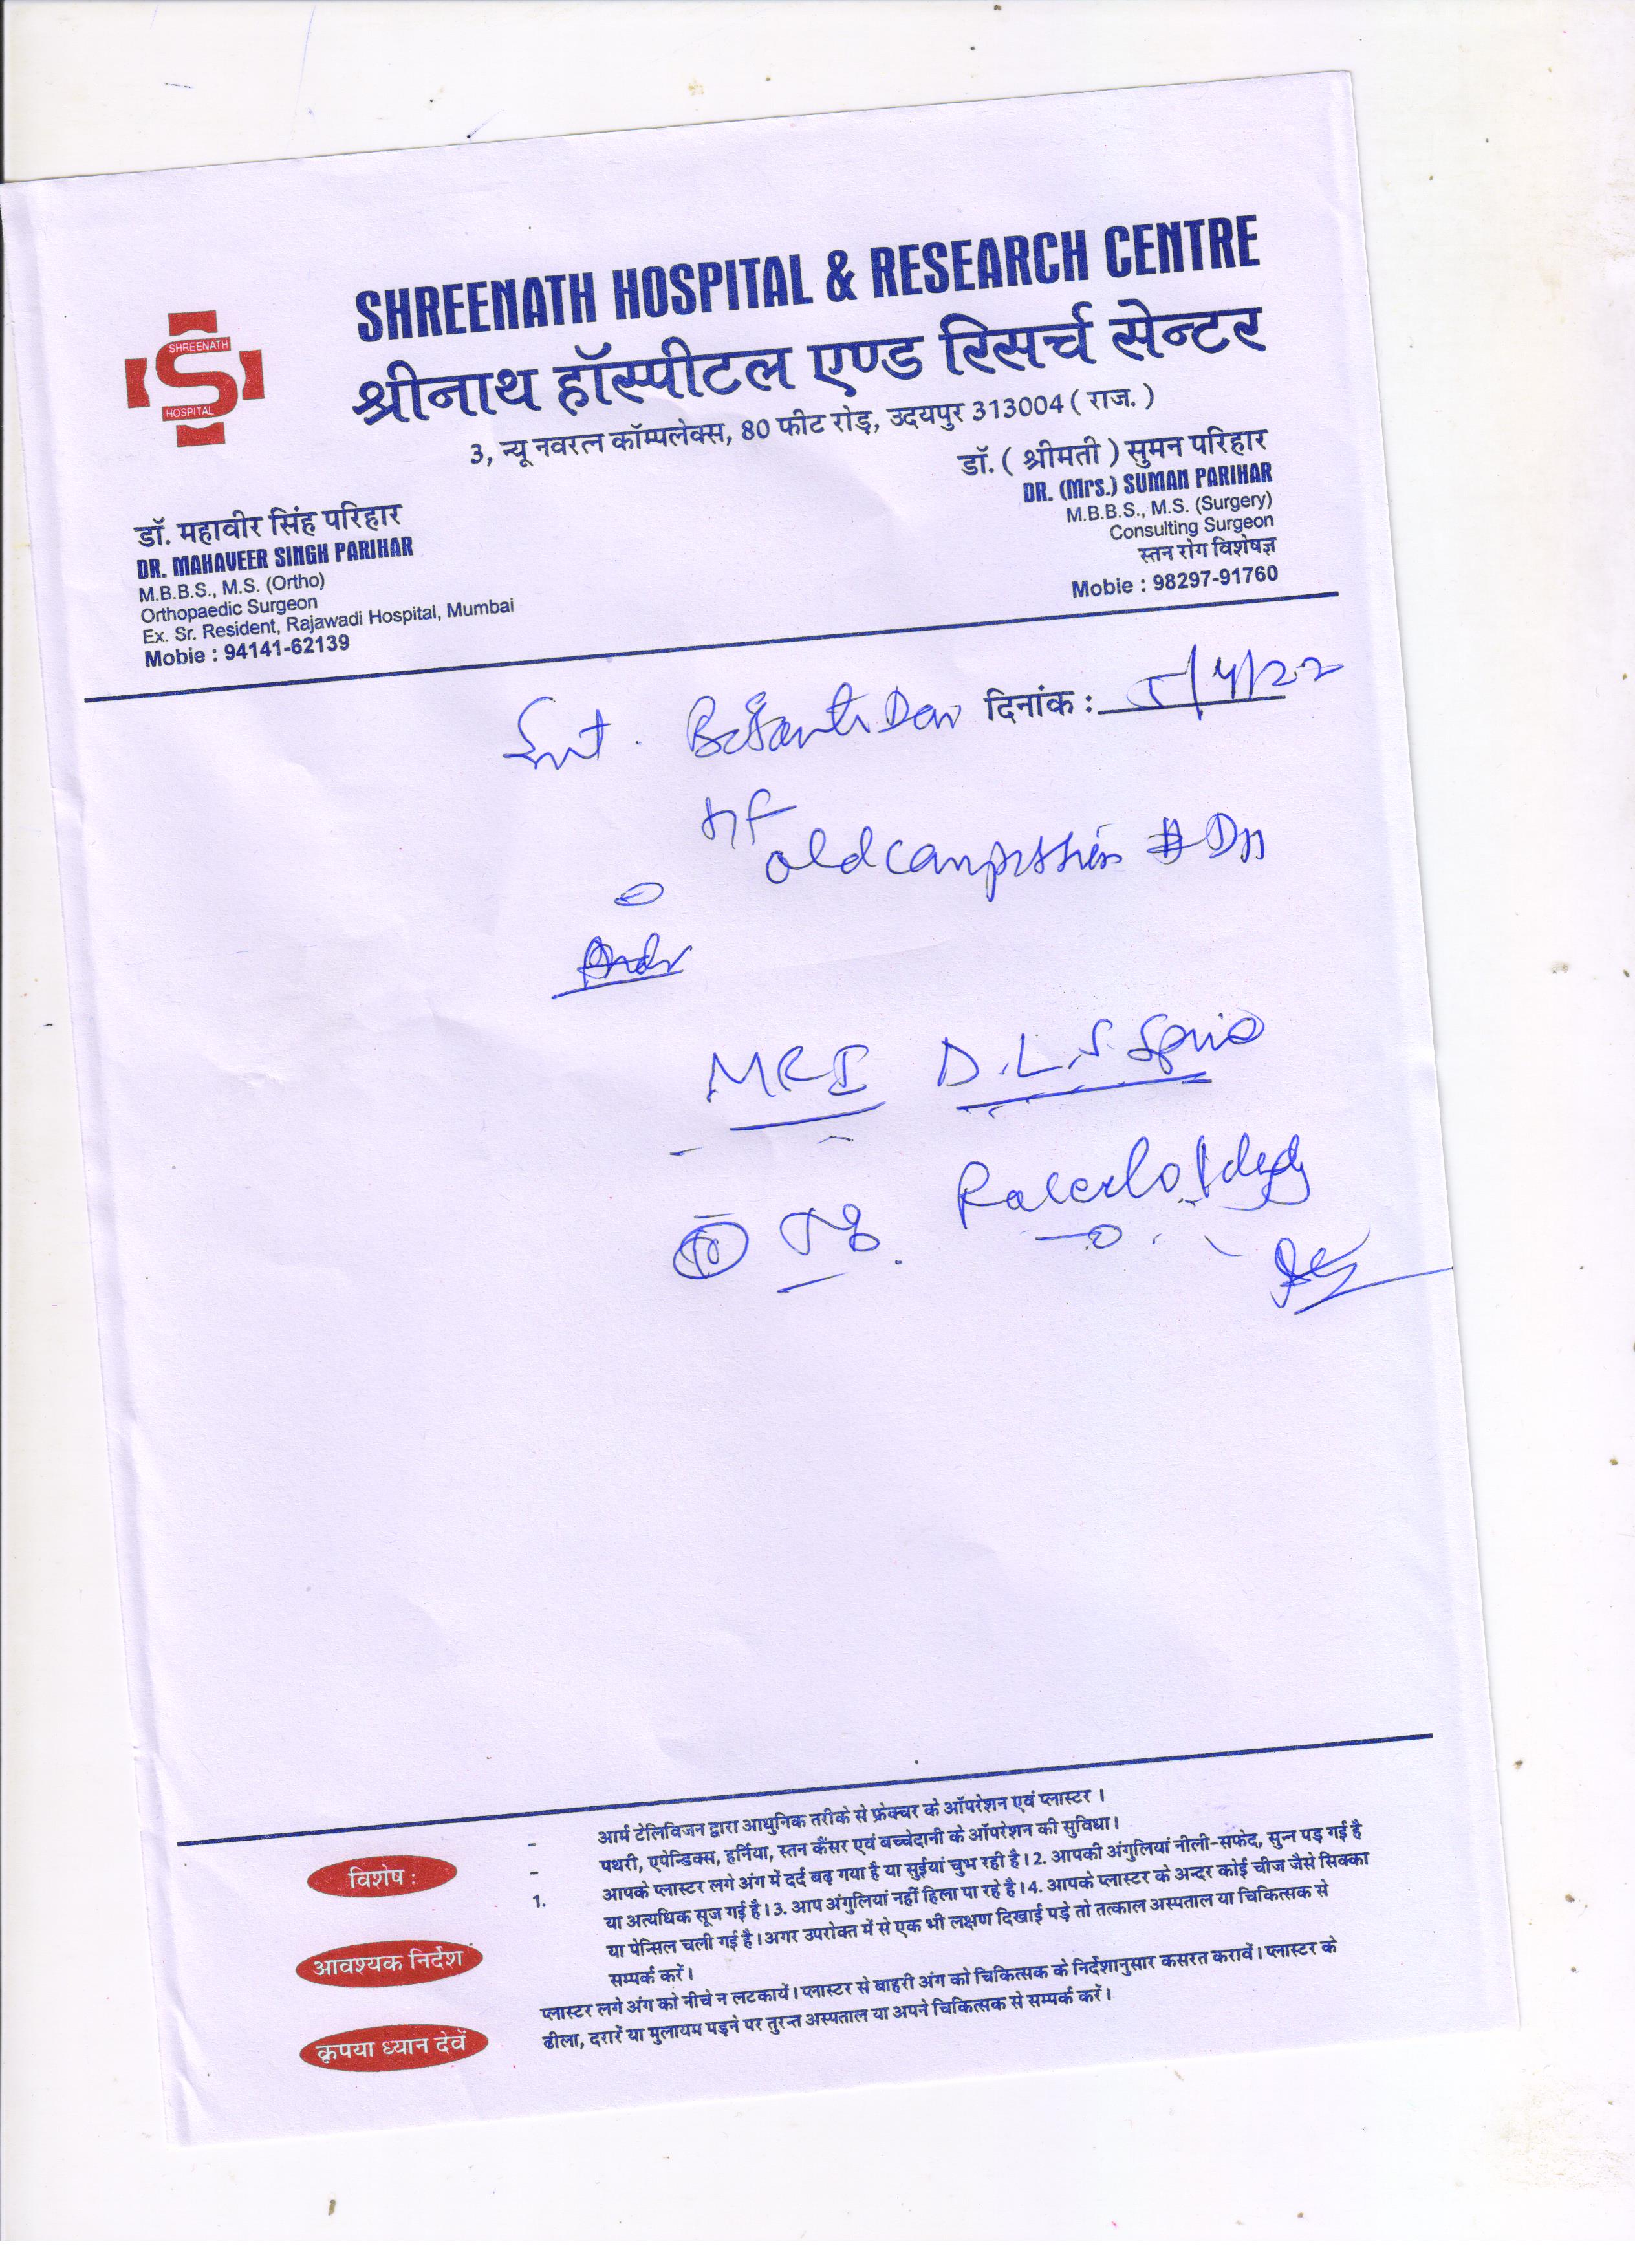 SHREENATH HOSPITAL & RESEARCH CENTRE
श्रीनाथ हॉस्पीटल एण्ड रिसर्च सेन्टर
3, न्यू नवरत्न कॉम्पलेक्स, 80 फीट रोड़, उदयपुर 313004 ( राज. )
SHREENATH
HOSPITAL
डॉ. महावीर सिंह परिहार
DR. MAHAVEER SINGH PARIHAR
M.B.B.S., M.S. (Ortho)
Orthopaedic Surgeon
Ex. Sr. Resident, Rajawadi Hospital, Mumbai
Mobie : 94141-62139
डॉ. ( श्रीमती ) सुमन परिहार
DR. (Mrs.) SUMAN PARIHAR
M.B.B.S., M.S. (Surgery)
Consulting Surgeon
स्तन रोग विशेषज्ञ
Mobie : 98297-91760
Smt. दिनांक : 5/4/22
old
MRI D.L.S. Spine
विशेष :
- आर्म टेलिविजन द्वारा आधुनिक तरीके से फ्रेक्चर के ऑपरेशन एवं प्लास्टर ।
- पथरी, एपेन्डिक्स, हर्निया, स्तन कैंसर एवं बच्चेदानी के ऑपरेशन की सुविधा।
आवश्यक निर्देश
1. आपके प्लास्टर लगे अंग में दर्द बढ़ गया है या सुईयां चुभ रही है। 2. आपकी अंगुलियां नीली-सफेद, सुन्न पड़ गई है
या अत्यधिक सूज गई है। 3. आप अंगुलियां नहीं हिला पा रहे है। 4. आपके प्लास्टर के अन्दर कोई चीज जैसे सिक्का
या पेन्सिल चली गई है। अगर उपरोक्त में से एक भी लक्षण दिखाई पड़े तो तत्काल अस्पताल या चिकित्सक से
सम्पर्क करें।
कृपया ध्यान देवें
प्लास्टर लगे अंग को नीचे न लटकायें। प्लास्टर से बाहरी अंग को चिकित्सक के निर्देशानुसार कसरत करावें। प्लास्टर के
ढीला, दरारें या मुलायम पड़ने पर तुरन्त अस्पताल या अपने चिकित्सक से सम्पर्क करें।